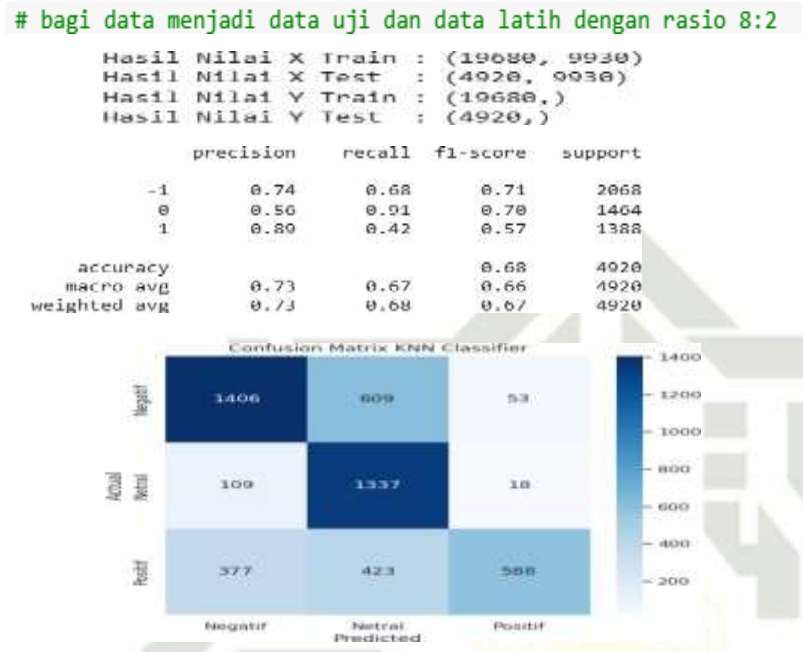 # bagi data menjadi data uji dan data latih dengan rasio 8:2
Hasil Nilai X Train : (19680, 9930)
Hasil Nilai X Test : (4920, 9930)
Hasil Nilai Y Train : (19680,)
Hasil Nilai Y Test : (4920,)
precision recall f1-score support
-1 0.74 0.68 0.71 2068
0 0.56 0.91 0.70 1464
1 0.89 0.42 0.57 1388
accuracy 0.68 4920
macro avg 0.73 0.67 0.66 4920
weighted avg 0.73 0.68 0.67 4920
Confusion Matrix KNN Classifier
Negatif 1406 609 53
Actual
Netral 109 1337 18
Positif 377 423 588
Negatif Netral Positif
Predicted
1400
1200
1000
800
600
400
200